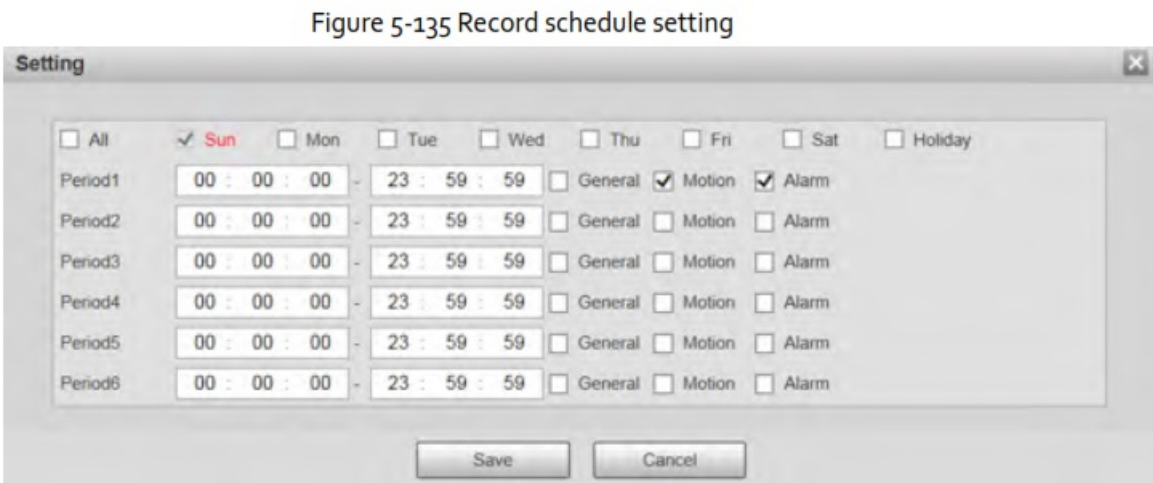 Figure 5-135 Record schedule setting
Setting
All Sun Mon Tue Wed Thu Fri Sat Holiday
Period1 00 : 00 : 00 - 23 : 59 : 59 General Motion Alarm
Period2 00 : 00 : 00 - 23 : 59 : 59 General Motion Alarm
Period3 00 : 00 : 00 - 23 : 59 : 59 General Motion Alarm
Period4 00 : 00 : 00 - 23 : 59 : 59 General Motion Alarm
Period5 00 : 00 : 00 - 23 : 59 : 59 General Motion Alarm
Period6 00 : 00 : 00 - 23 : 59 : 59 General Motion Alarm
Save Cancel